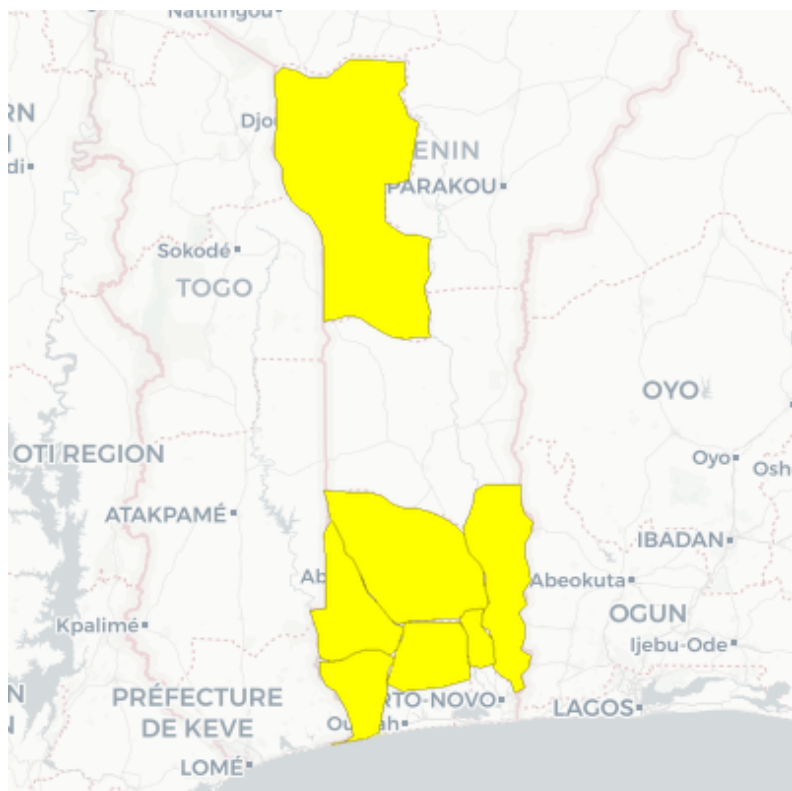 Natitingou
RN
Djo
ENIN
di
PARAKOU
Sokodé
TOGO
OYO
OTI REGION
Oyo
Osh
ATAKPAMÉ
IBADAN
Ab
Abeokuta
Kpalimé
OGUN
Ijebu-Ode
N
PRÉFECTURE
DE KEVE
RTO-NOVO
LAGOS
Ou
ah
LOMÉ